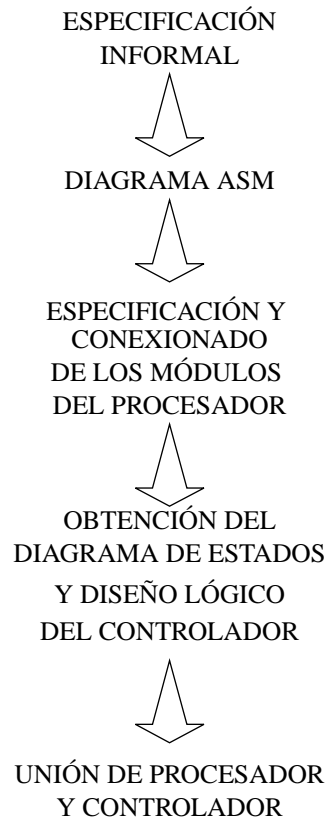 ESPECIFICACIÓN
INFORMAL
DIAGRAMA ASM
ESPECIFICACIÓN Y
CONEXIONADO
DE LOS MÓDULOS
DEL PROCESADOR
OBTENCIÓN DEL
DIAGRAMA DE ESTADOS
Y DISEÑO LÓGICO
DEL CONTROLADOR
UNIÓN DE PROCESADOR
Y CONTROLADOR